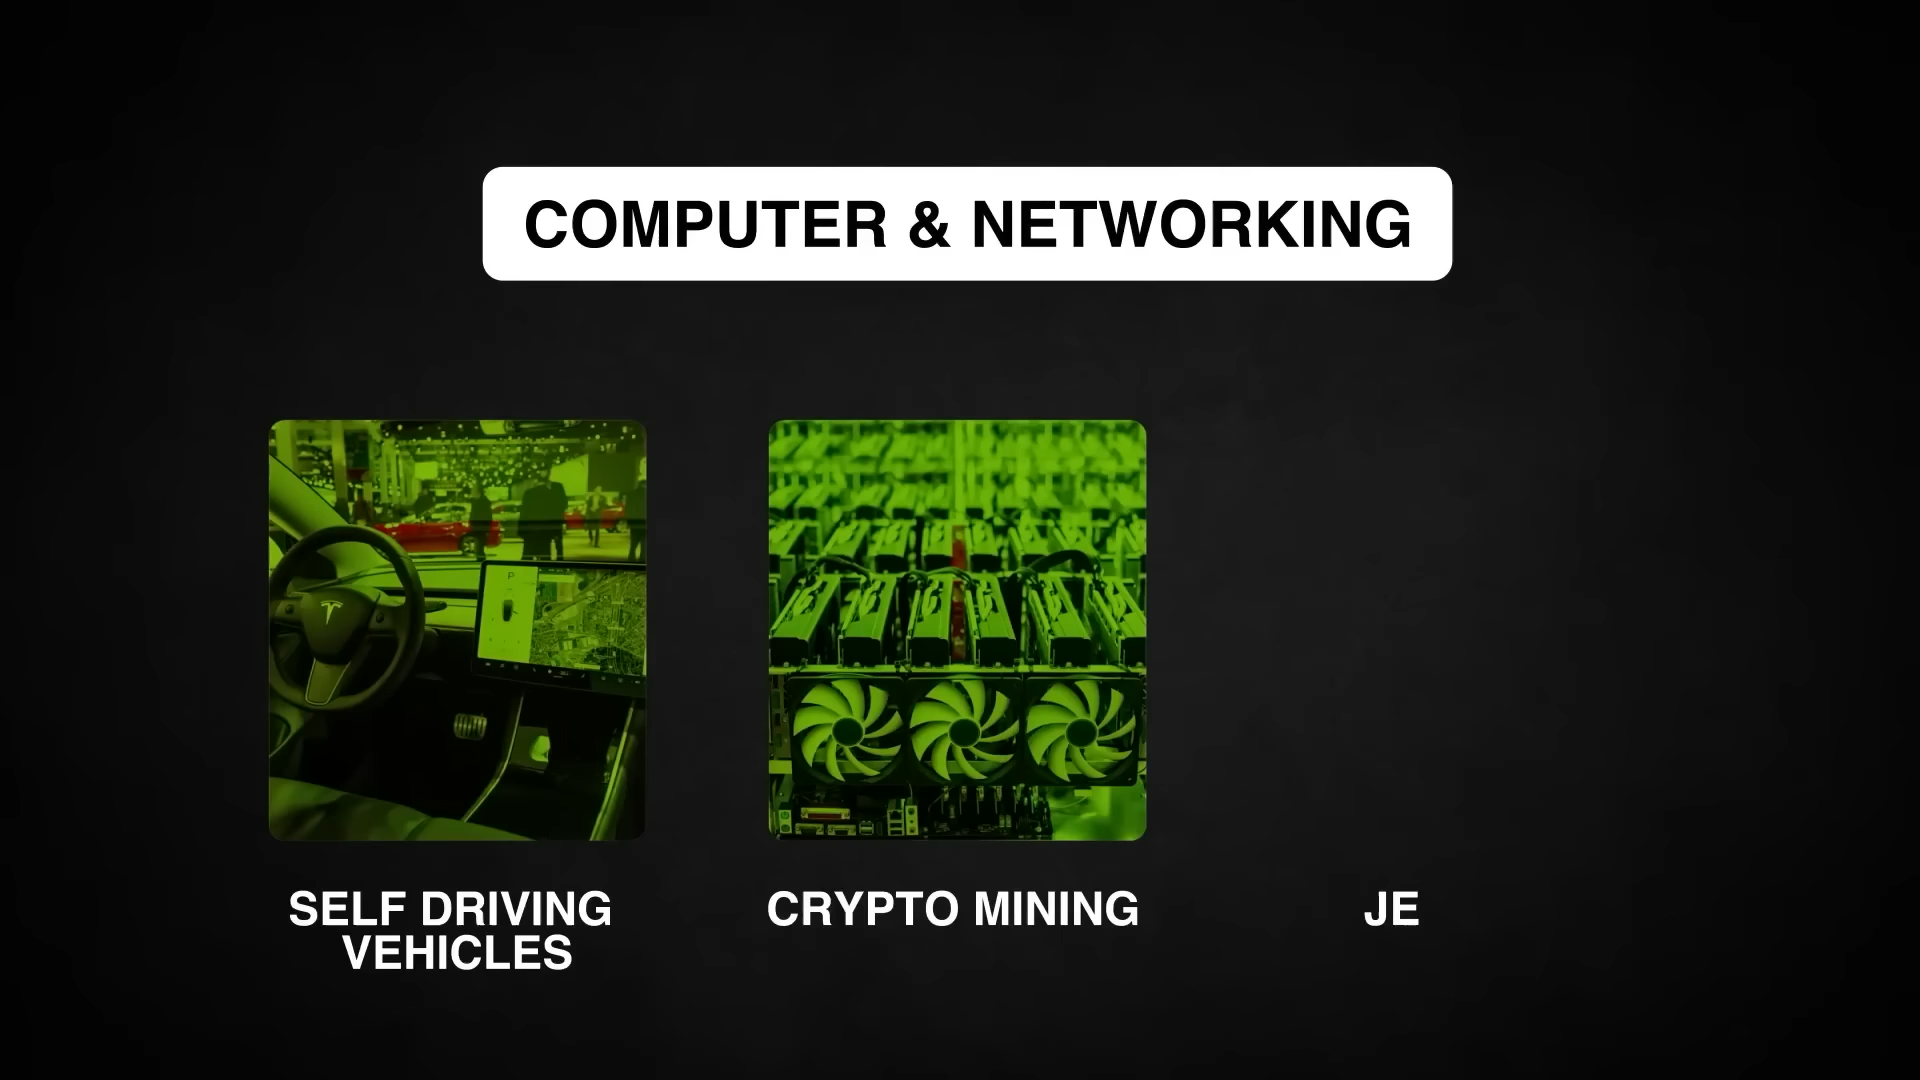 COMPUTER & NETWORKING
SELF DRIVING
VEHICLES
CRYPTO MINING
JE